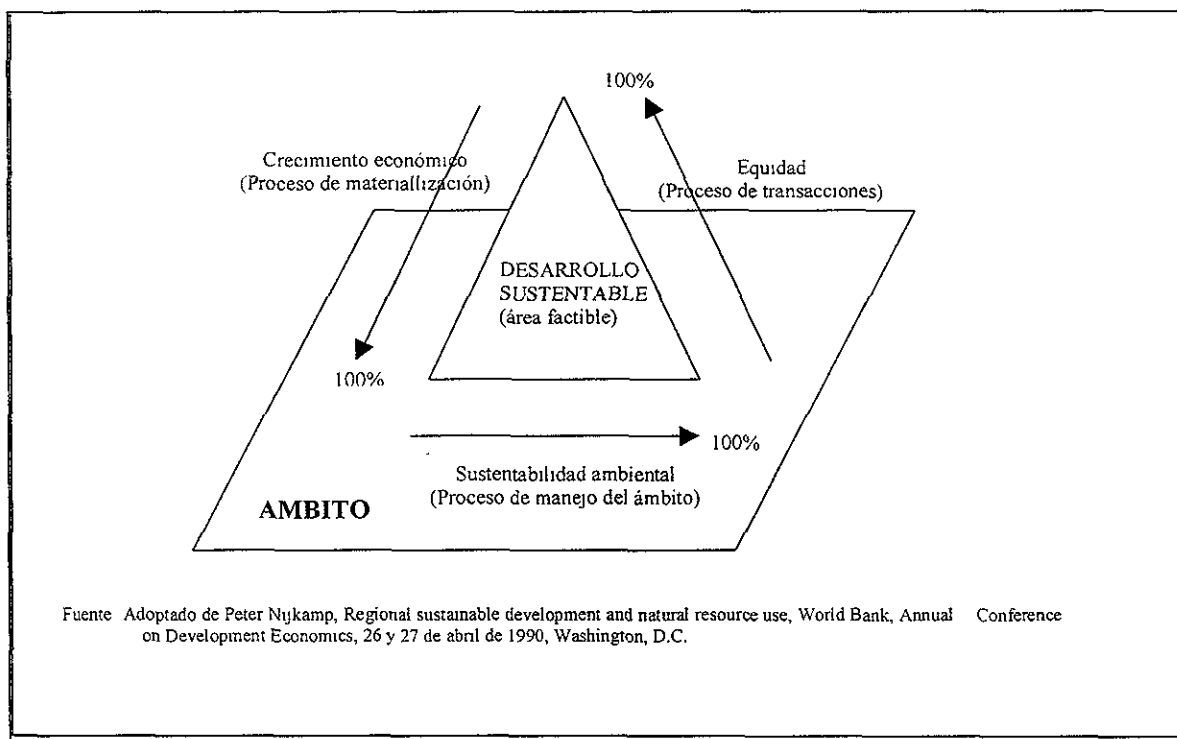 100%
Crecimiento económico
(Proceso de materiallización)
Equidad
(Proceso de transacciones)
DESARROLLO
SUSTENTABLE
(área factible)
100%
100%
Sustentabilidad ambiental
(Proceso de manejo del ámbito)
AMBITO
Fuente Adoptado de Peter Nijkamp, Regional sustainable development and natural resource use, World Bank, Annual Conference
on Development Economics, 26 y 27 de abril de 1990, Washington, D.C.